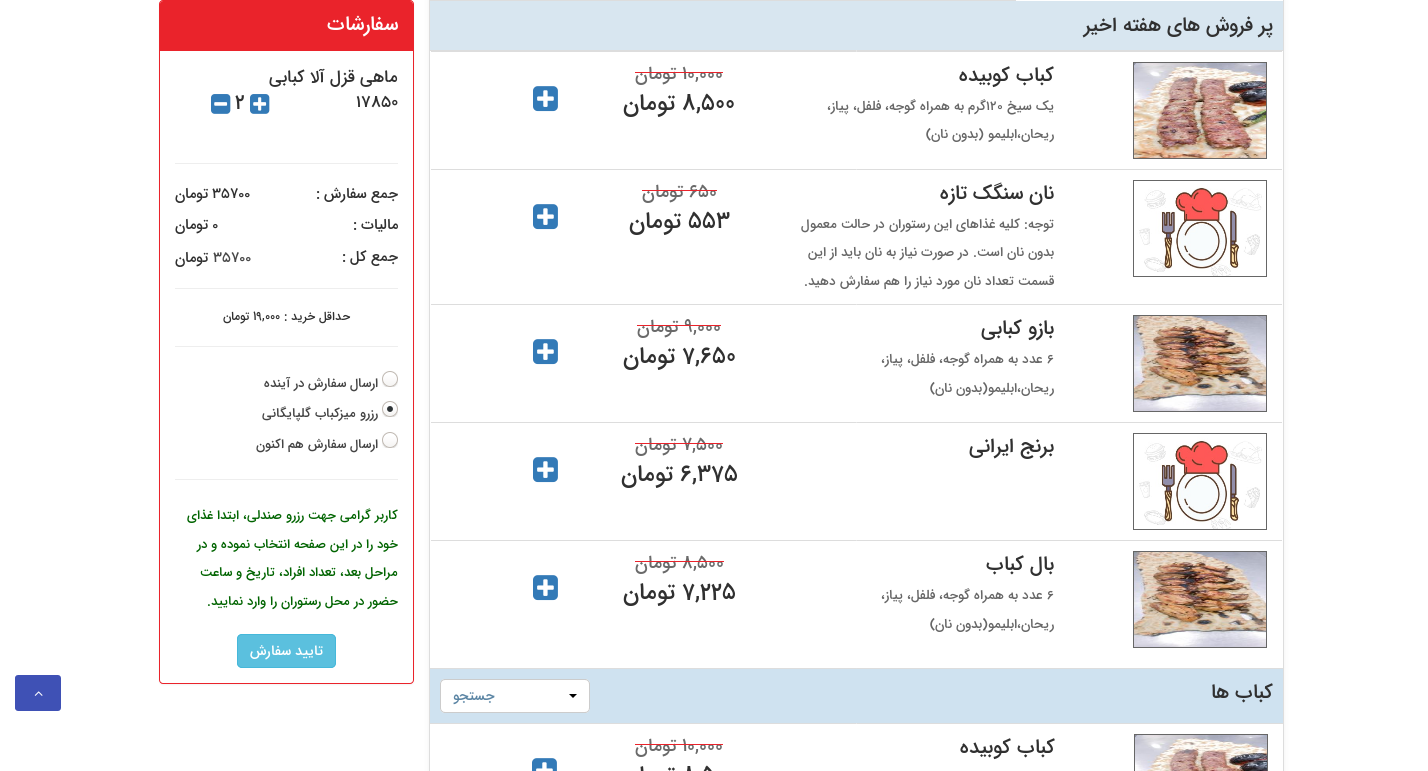 پر فروش های هفته اخیر
کباب کوبیده
۱۰,۰۰۰ تومان
۸,۵۰۰ تومان
یک سیخ ۱۲۰گرم به همراه گوجه، فلفل، پیاز،
ریحان،ابلیمو (بدون نان)
نان سنگک تازه
۶۵۰ تومان
۵۵۳ تومان
توجه: کلیه غذاهای این رستوران در حالت معمول
بدون نان است. در صورت نیاز به نان باید از این
قسمت تعداد نان مورد نیاز را هم سفارش دهید.
بازو کبابی
۹,۰۰۰ تومان
۷,۶۵۰ تومان
۶ عدد به همراه گوجه، فلفل، پیاز،
ریحان،ابلیمو(بدون نان)
برنج ایرانی
۷,۵۰۰ تومان
۶,۳۷۵ تومان
بال کباب
۸,۵۰۰ تومان
۷,۲۲۵ تومان
۶ عدد به همراه گوجه، فلفل، پیاز،
ریحان،ابلیمو(بدون نان)
کباب ها
جستجو
کباب کوبیده
۱۰,۰۰۰ تومان
سفارشات
ماهی قزل آلا کبابی
۱۷۸۵۰
۲
جمع سفارش : ۳۵۷۰۰ تومان
مالیات : ۰ تومان
جمع کل : ۳۵۷۰۰ تومان
حداقل خرید : ۱۹,۰۰۰ تومان
ارسال سفارش در آینده
رزرو میزکباب گلپایگانی
ارسال سفارش هم اکنون
کاربر گرامی جهت رزرو صندلی، ابتدا غذای
خود را در این صفحه انتخاب نموده و در
مراحل بعد، تعداد افراد، تاریخ و ساعت
حضور در محل رستوران را وارد نمایید.
تایید سفارش